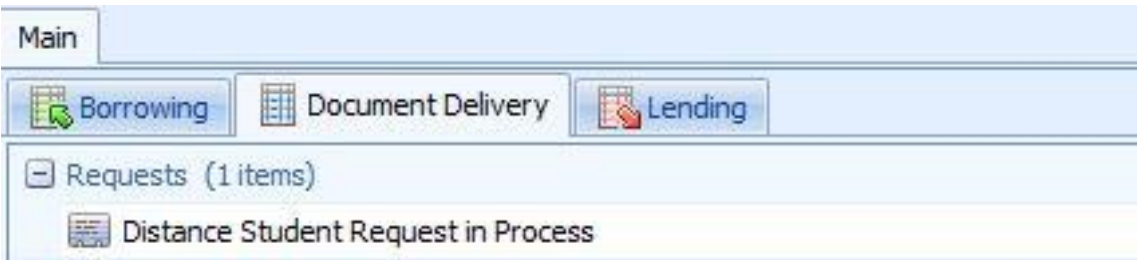 Main
Borrowing Document Delivery Lending
Requests (1 items)
Distance Student Request in Process